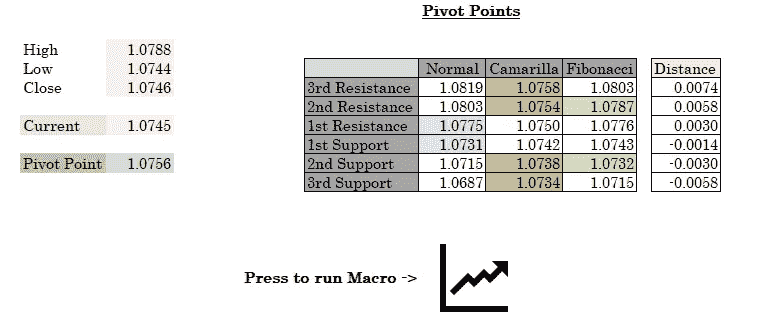 Pivot Points
High 1.0788
Low 1.0744
Close 1.0746
Current 1.0745
Pivot Point 1.0756
Normal Camarilla Fibonacci Distance
3rd Resistance 1.0819 1.0758 1.0803 0.0074
2nd Resistance 1.0803 1.0754 1.0787 0.0058
1st Resistance 1.0775 1.0750 1.0776 0.0030
1st Support 1.0731 1.0742 1.0743 -0.0014
2nd Support 1.0715 1.0738 1.0732 -0.0030
3rd Support 1.0687 1.0734 1.0715 -0.0058
Press to run Macro ->